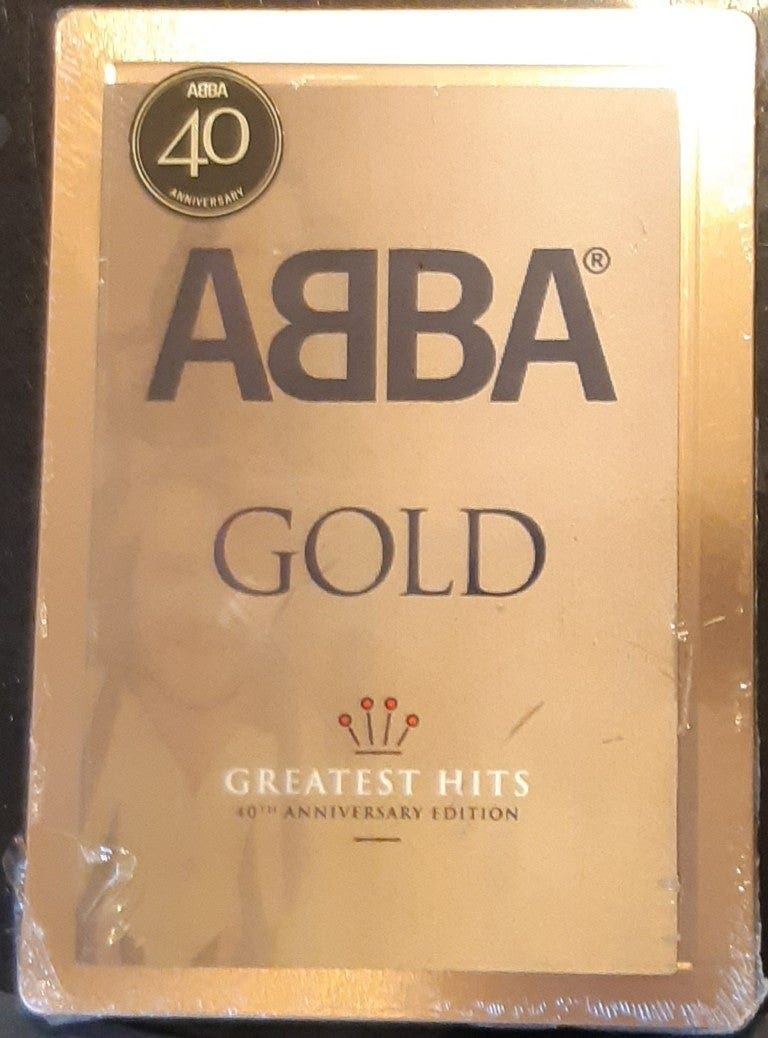 ABBA
40
ANNIVERSARY
ABBA®
GOLD
GREATEST HITS
40TH ANNIVERSARY EDITION